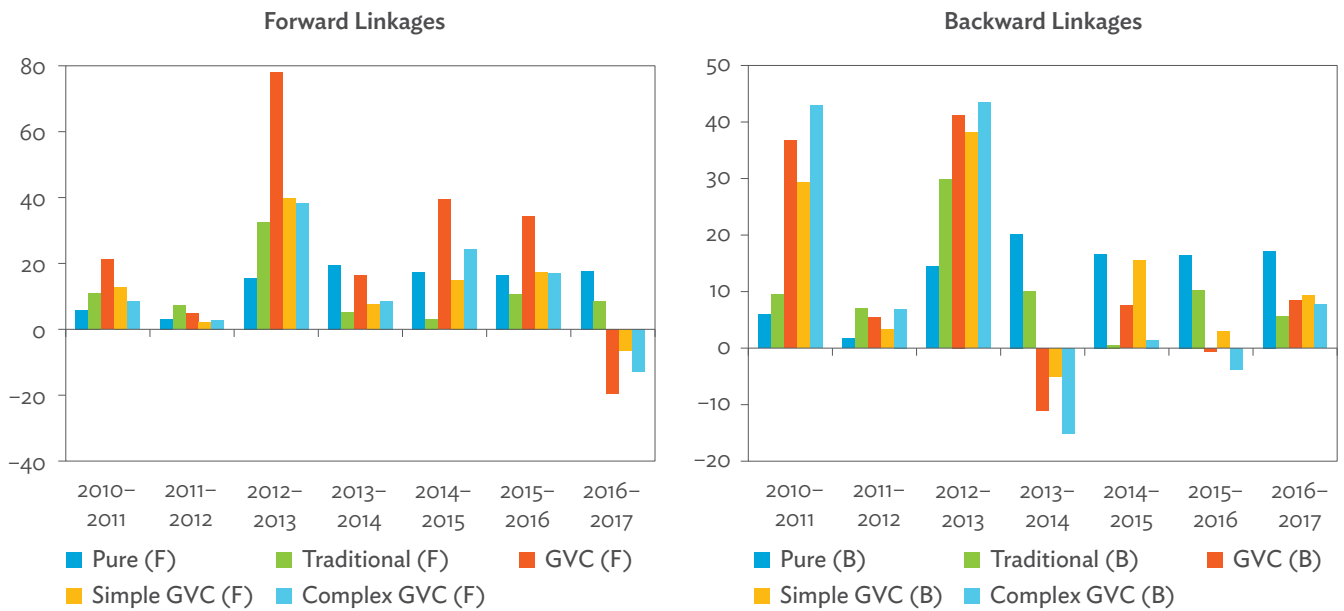 Forward Linkages
80
60
40
20
0
–20
–40
2010– 2011– 2012– 2013– 2014– 2015– 2016–
2011 2012 2013 2014 2015 2016 2017
Pure (F) Traditional (F) GVC (F)
Simple GVC (F) Complex GVC (F)
Backward Linkages
50
40
30
20
10
0
–10
–20
2010– 2011– 2012– 2013– 2014– 2015– 2016–
2011 2012 2013 2014 2015 2016 2017
Pure (B) Traditional (B) GVC (B)
Simple GVC (B) Complex GVC (B)